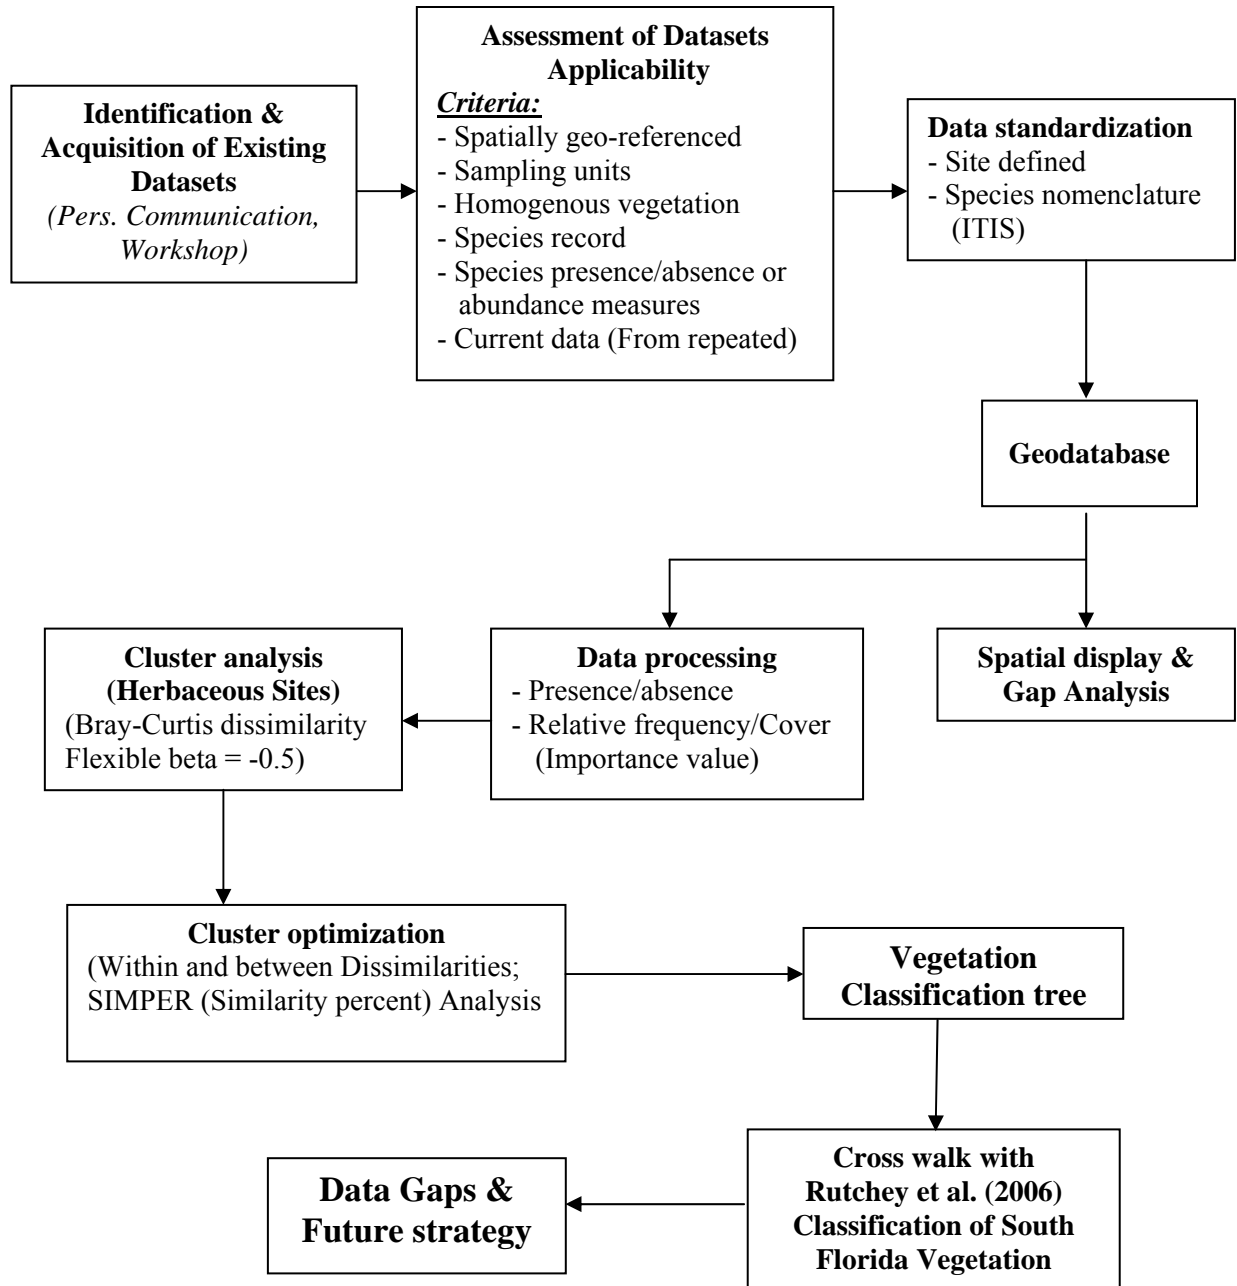 Identification &
Acquisition of Existing
Datasets
(Pers. Communication,
Workshop)
Assessment of Datasets
Applicability
Criteria:
- Spatially geo-referenced
- Sampling units
- Homogenous vegetation
- Species record
- Species presence/absence or
abundance measures
- Current data (From repeated)
Data standardization
- Site defined
- Species nomenclature
(ITIS)
Geodatabase
Spatial display &
Gap Analysis
Data processing
- Presence/absence
- Relative frequency/Cover
(Importance value)
Cluster analysis
(Herbaceous Sites)
(Bray-Curtis dissimilarity
Flexible beta = -0.5)
Cluster optimization
(Within and between Dissimilarities;
SIMPER (Similarity percent) Analysis
Vegetation
Classification tree
Cross walk with
Rutchey et al. (2006)
Classification of South
Florida Vegetation
Data Gaps &
Future strategy